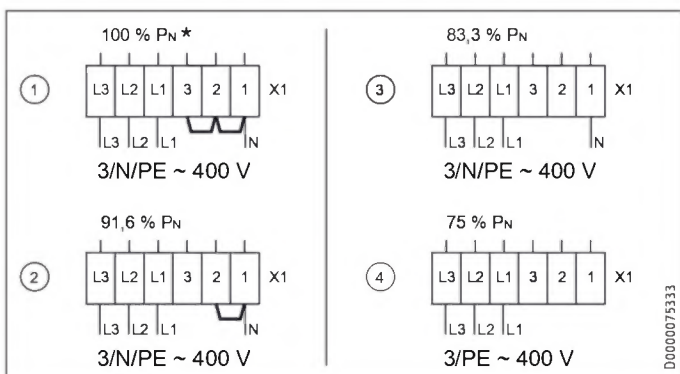 100 % PN *
1
L3 L2 L1 3 2 1 X1
L3 L2 L1 N
3/N/PE ~ 400 V
91,6 % PN
2
L3 L2 L1 3 2 1 X1
L3 L2 L1 N
3/N/PE ~ 400 V
83,3 % PN
3
L3 L2 L1 3 2 1 X1
L3 L2 L1 N
3/N/PE ~ 400 V
75 % PN
4
L3 L2 L1 3 2 1 X1
L3 L2 L1
3/PE ~ 400 V
D0000075333